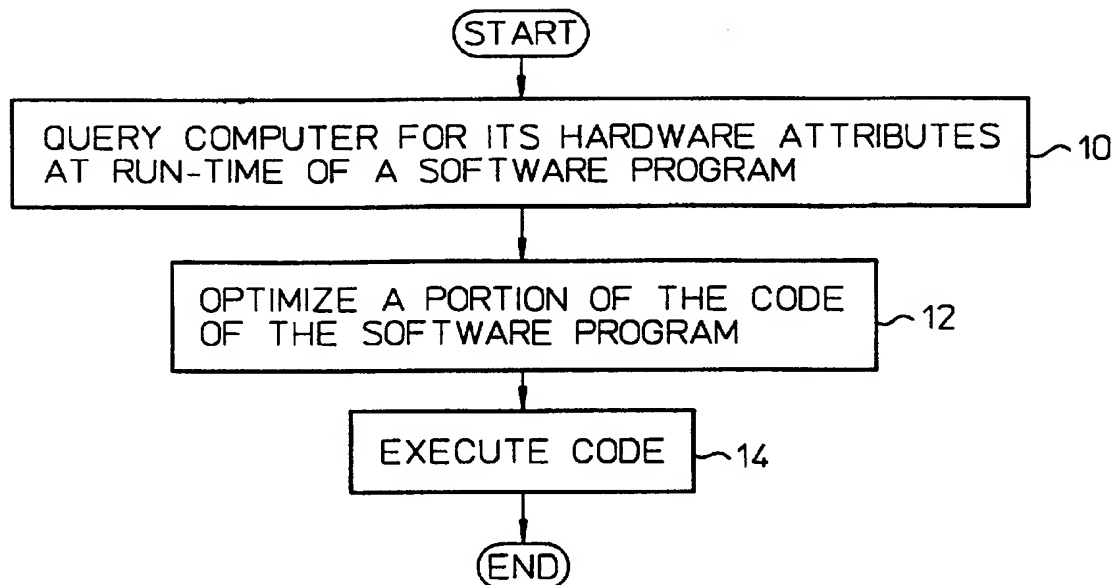 START
QUERY COMPUTER FOR ITS HARDWARE ATTRIBUTES
AT RUN-TIME OF A SOFTWARE PROGRAM
10
OPTIMIZE A PORTION OF THE CODE
OF THE SOFTWARE PROGRAM
12
EXECUTE CODE
14
END